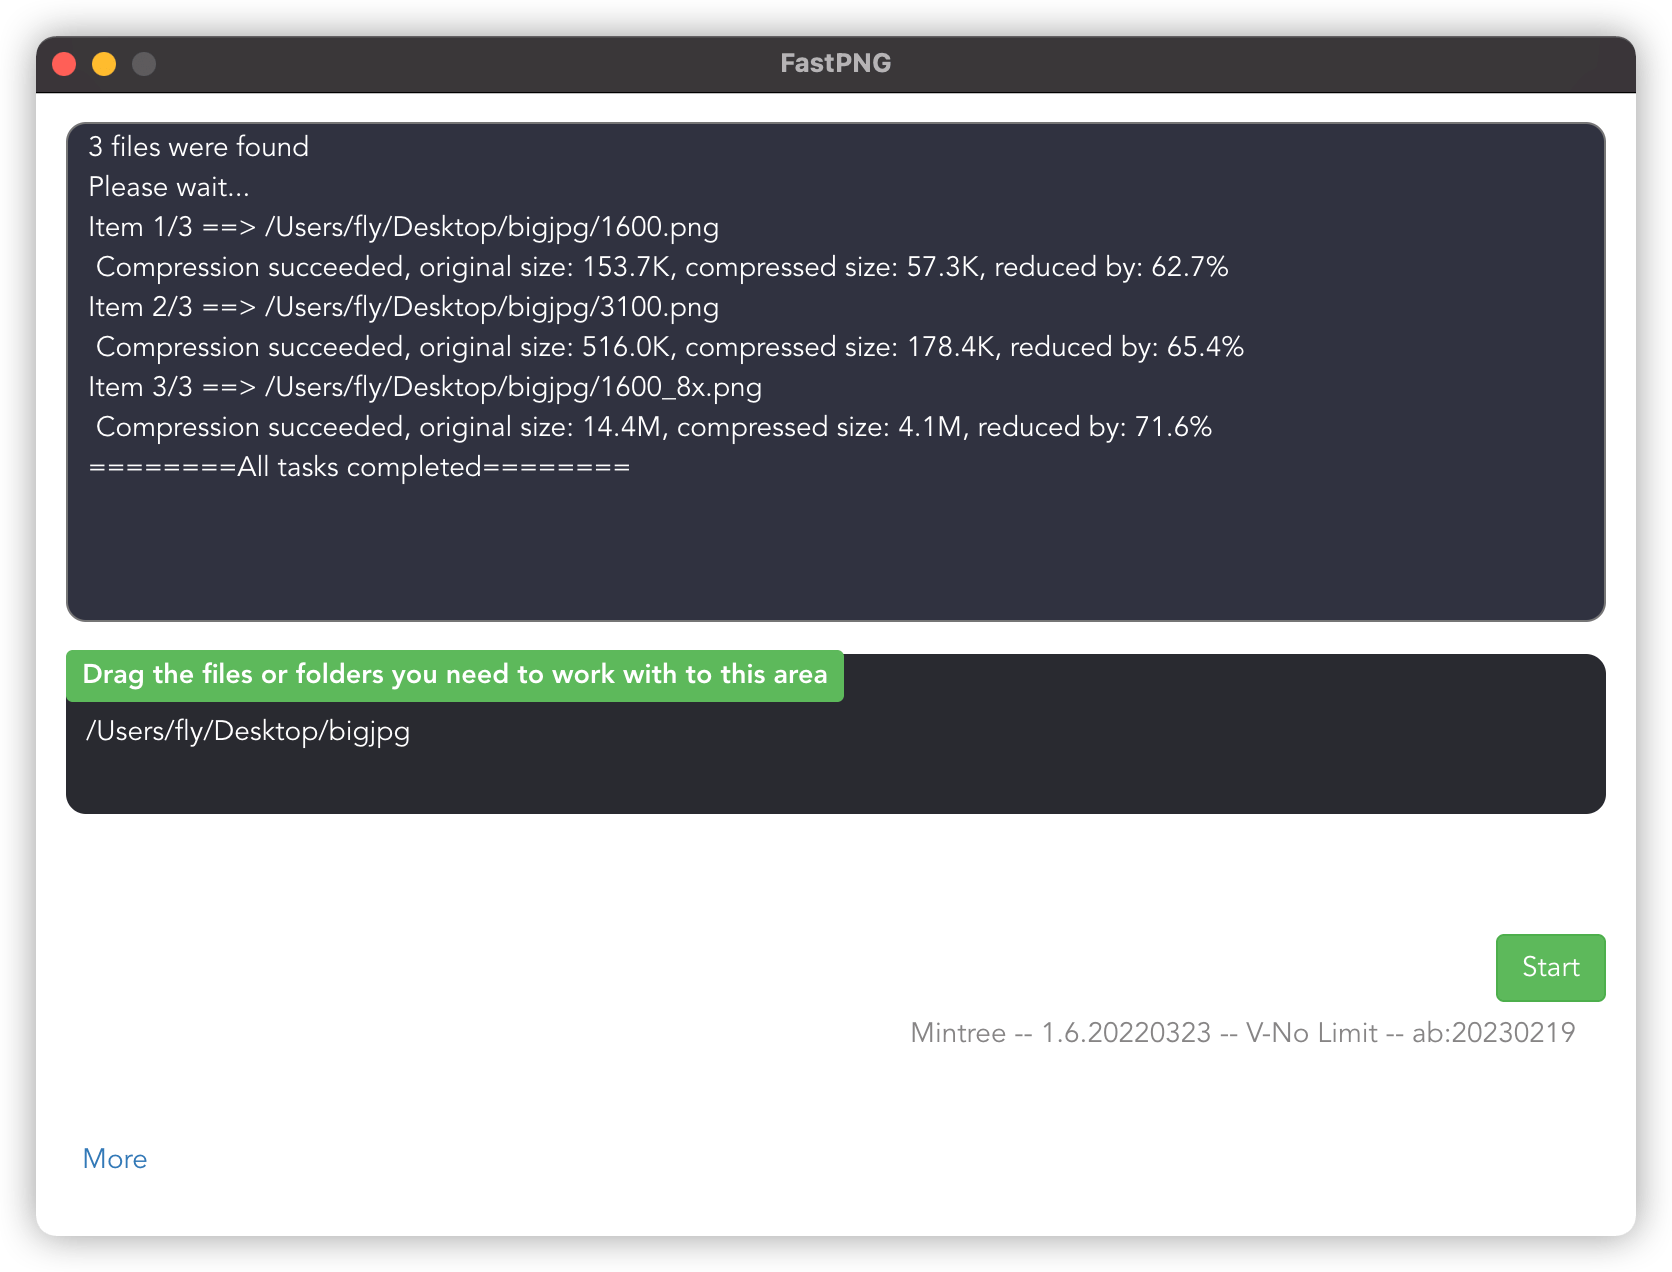 FastPNG
3 files were found
Please wait...
Item 1/3 ==> /Users/fly/Desktop/bigjpg/1600.png
Compression succeeded, original size: 153.7K, compressed size: 57.3K, reduced by: 62.7%
Item 2/3 ==> /Users/fly/Desktop/bigjpg/3100.png
Compression succeeded, original size: 516.0K, compressed size: 178.4K, reduced by: 65.4%
Item 3/3 ==> /Users/fly/Desktop/bigjpg/1600_8x.png
Compression succeeded, original size: 14.4M, compressed size: 4.1M, reduced by: 71.6%
========All tasks completed========
Drag the files or folders you need to work with to this area
/Users/fly/Desktop/bigjpg
Start
Mintree -- 1.6.20220323 -- V-No Limit -- ab:20230219
More